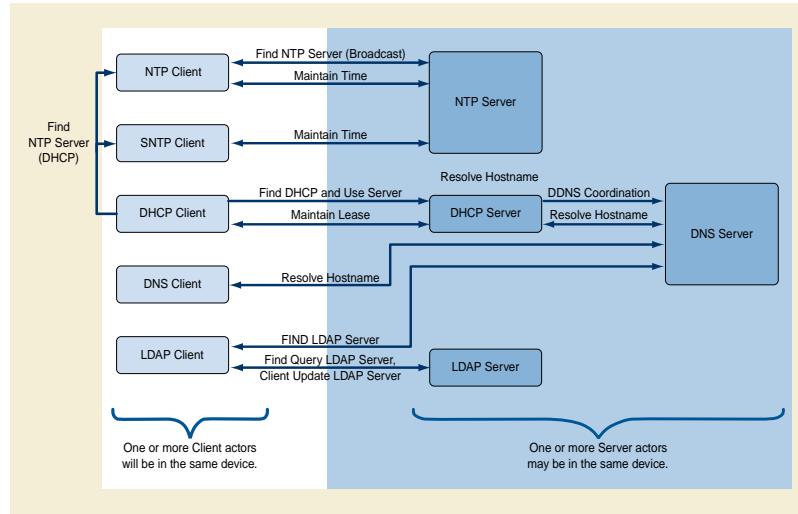 Find NTP Server (Broadcast)
NTP Client
Maintain Time
NTP Server
Find
NTP Server
(DHCP)
SNTP Client
Maintain Time
Resolve Hostname
Find DHCP and Use Server
DDNS Coordination
DHCP Client
Maintain Lease
DHCP Server
Resolve Hostname
DNS Server
DNS Client
Resolve Hostname
FIND LDAP Server
LDAP Client
Find Query LDAP Server,
Client Update LDAP Server
LDAP Server
One or more Client actors
will be in the same device.
One or more Server actors
may be in the same device.